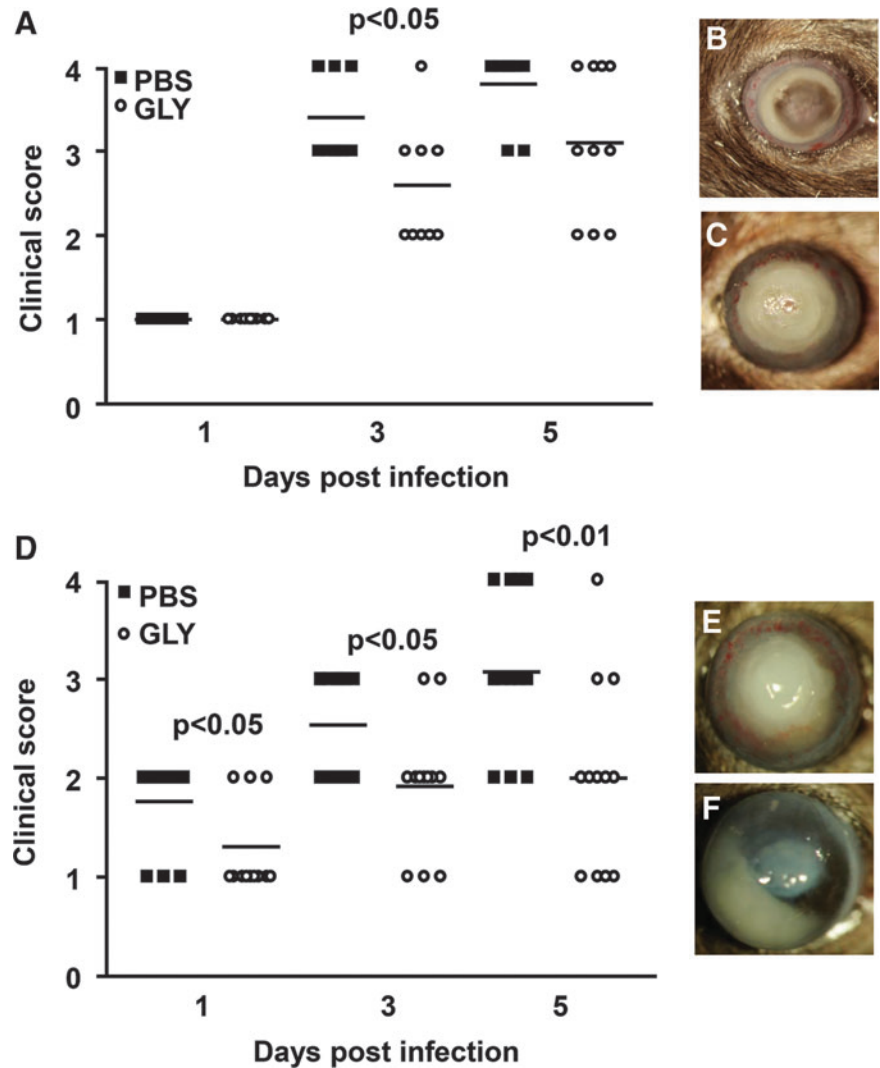 A
p<0.05
B
4
■ PBS
○ GLY
3
2
1
0
Clinical score
1 3 5
Days post infection
C
D
p<0.01
4
■ PBS
○ GLY
p<0.05
3
p<0.05
2
1
0
Clinical score
1 3 5
Days post infection
E
F